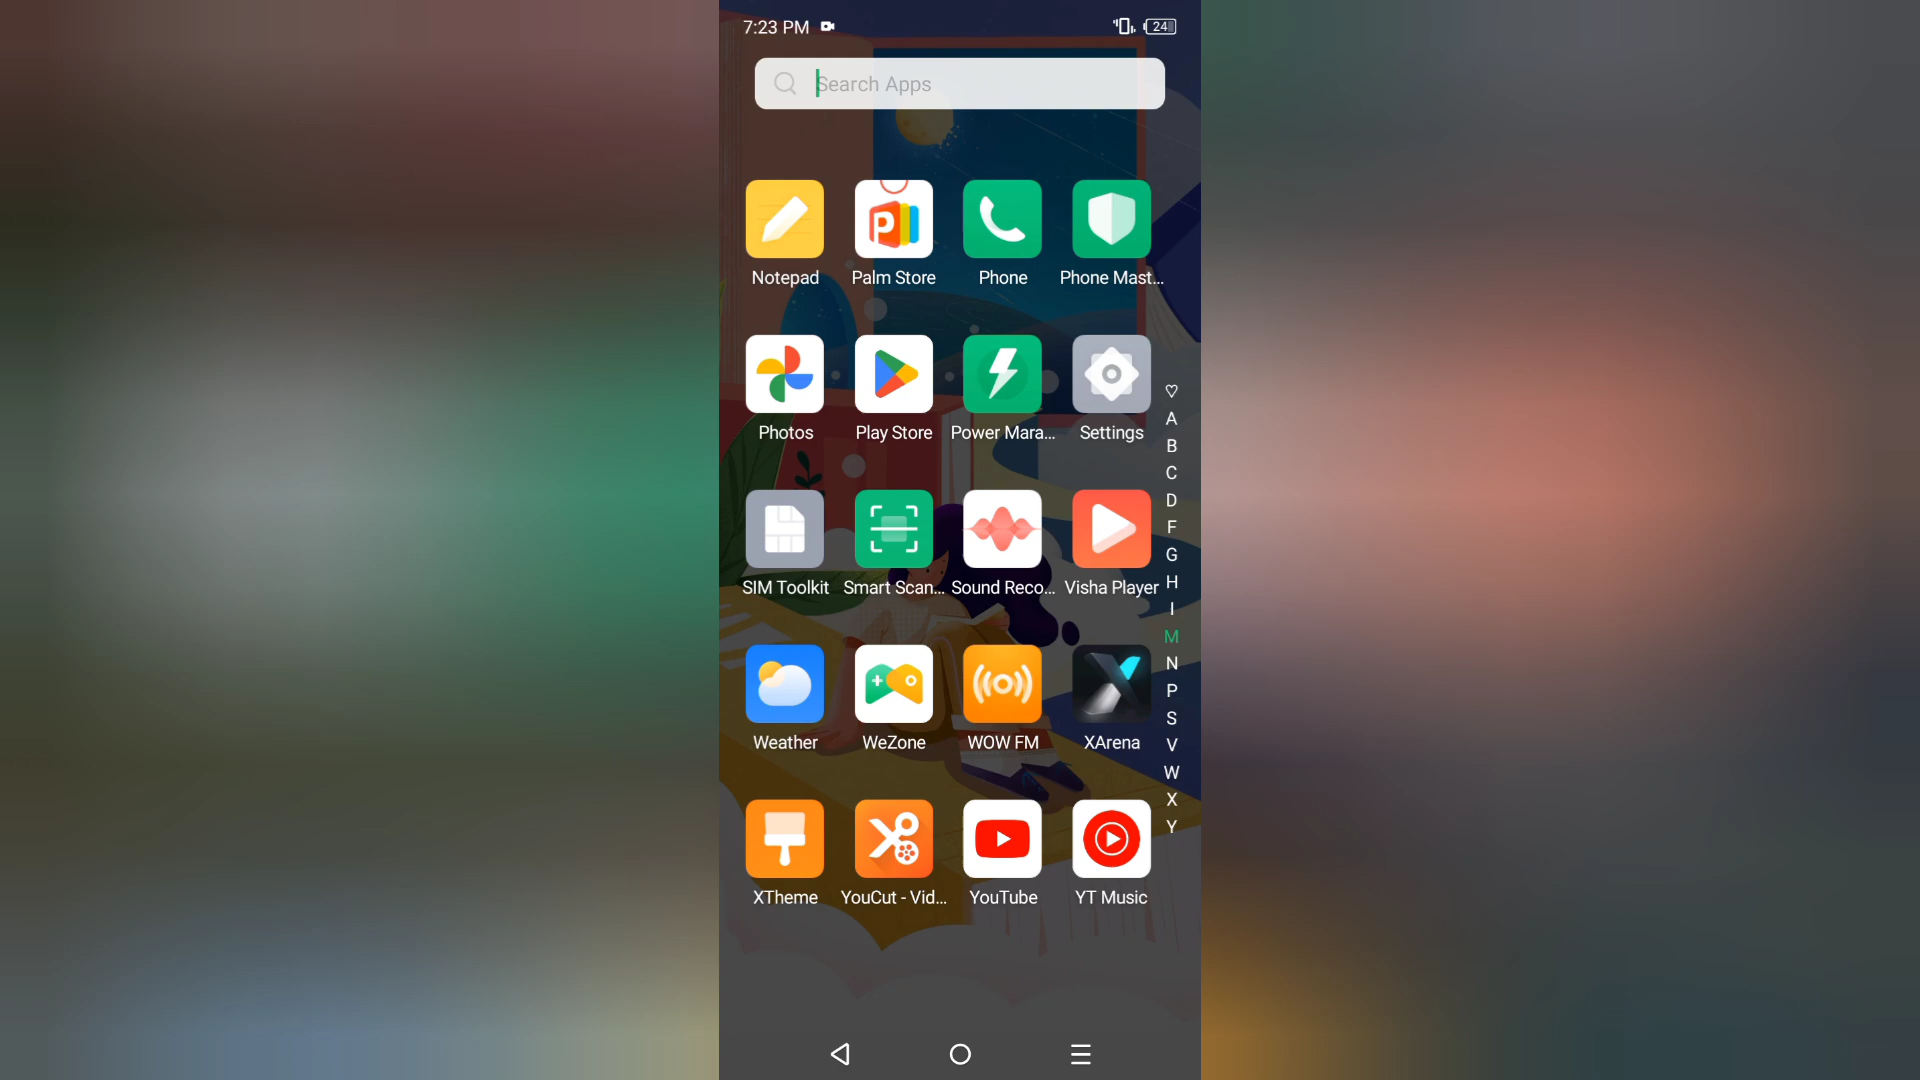 7:23 PM
24
Search Apps
Notepad Palm Store Phone Phone Mast...
Photos Play Store Power Mara... Settings
SIM Toolkit Smart Scan... Sound Reco... Visha Player
Weather WeZone WOW FM XArena
XTheme YouCut - Vid... YouTube YT Music
♡
A
B
C
D
F
G
H
I
M
N
P
S
V
W
X
Y